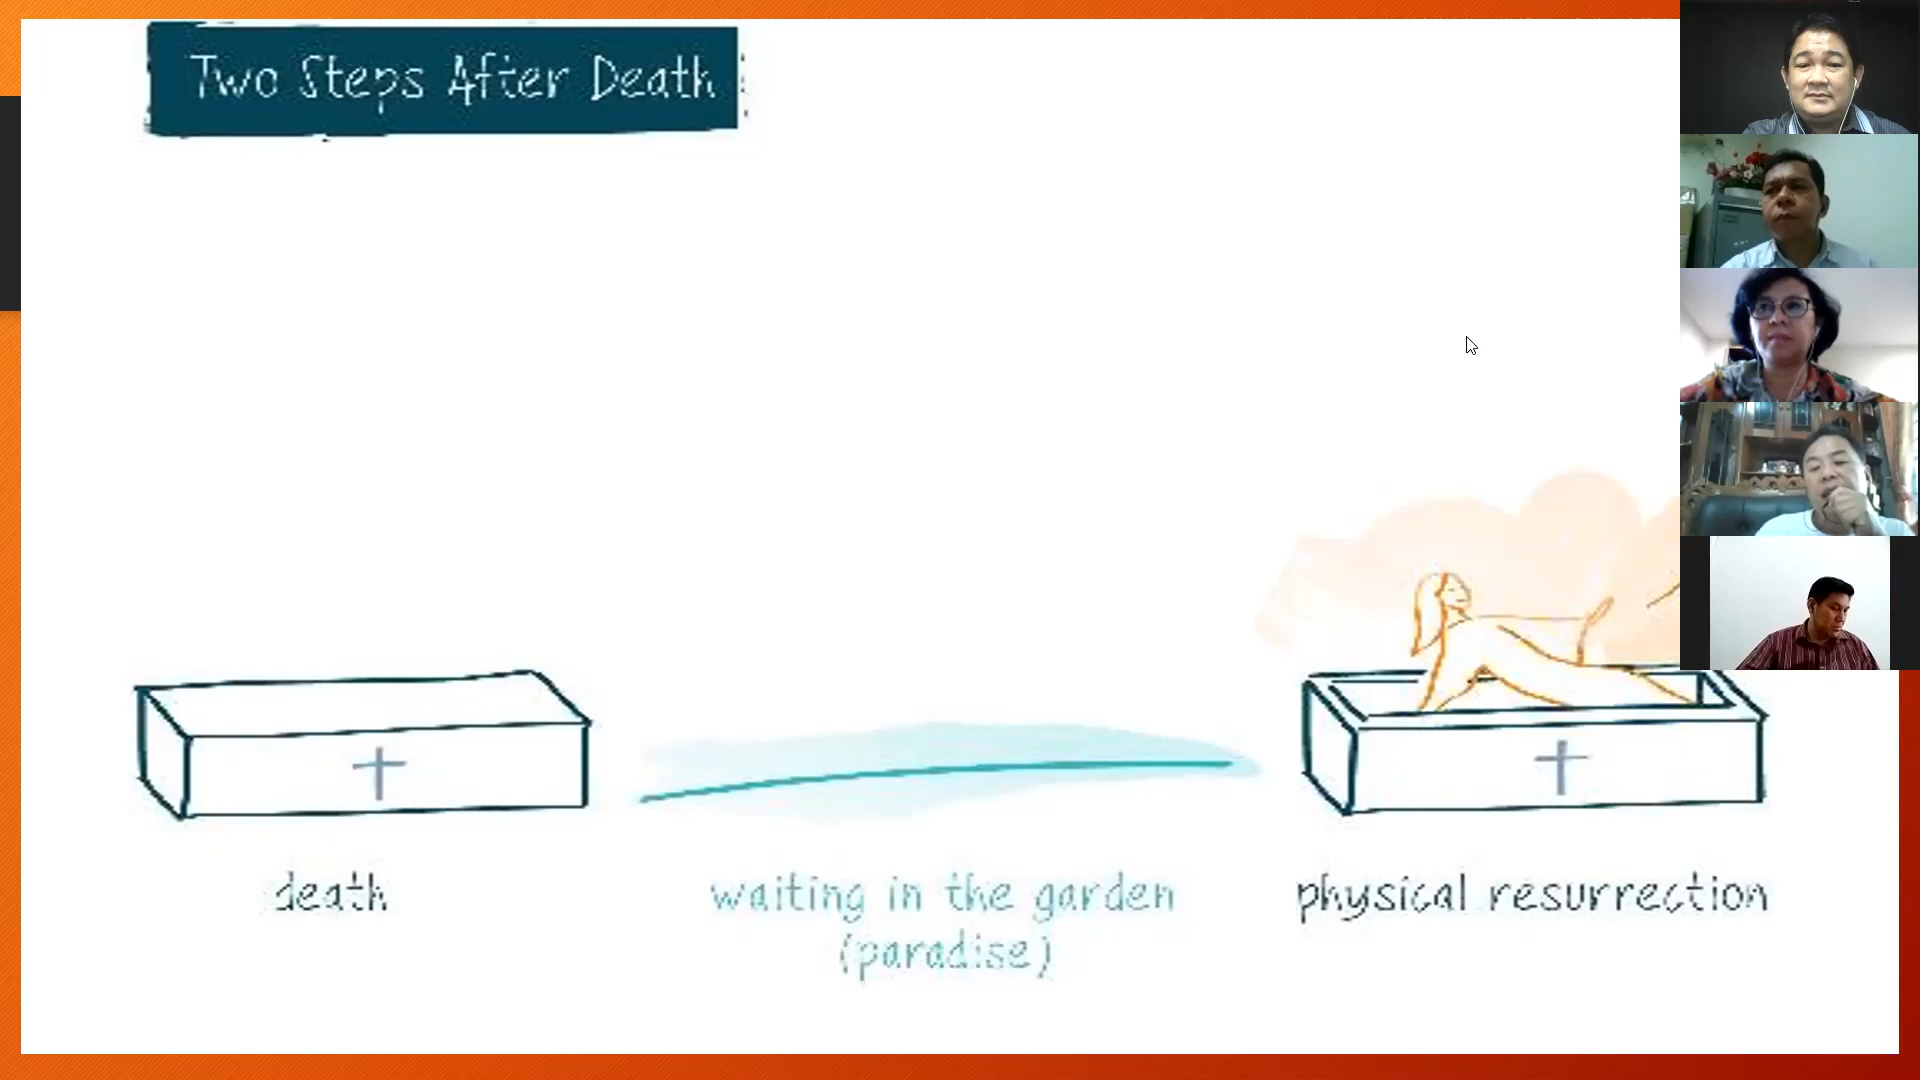 Two Steps After Death
death
waiting in the garden
(paradise)
physical resurrection